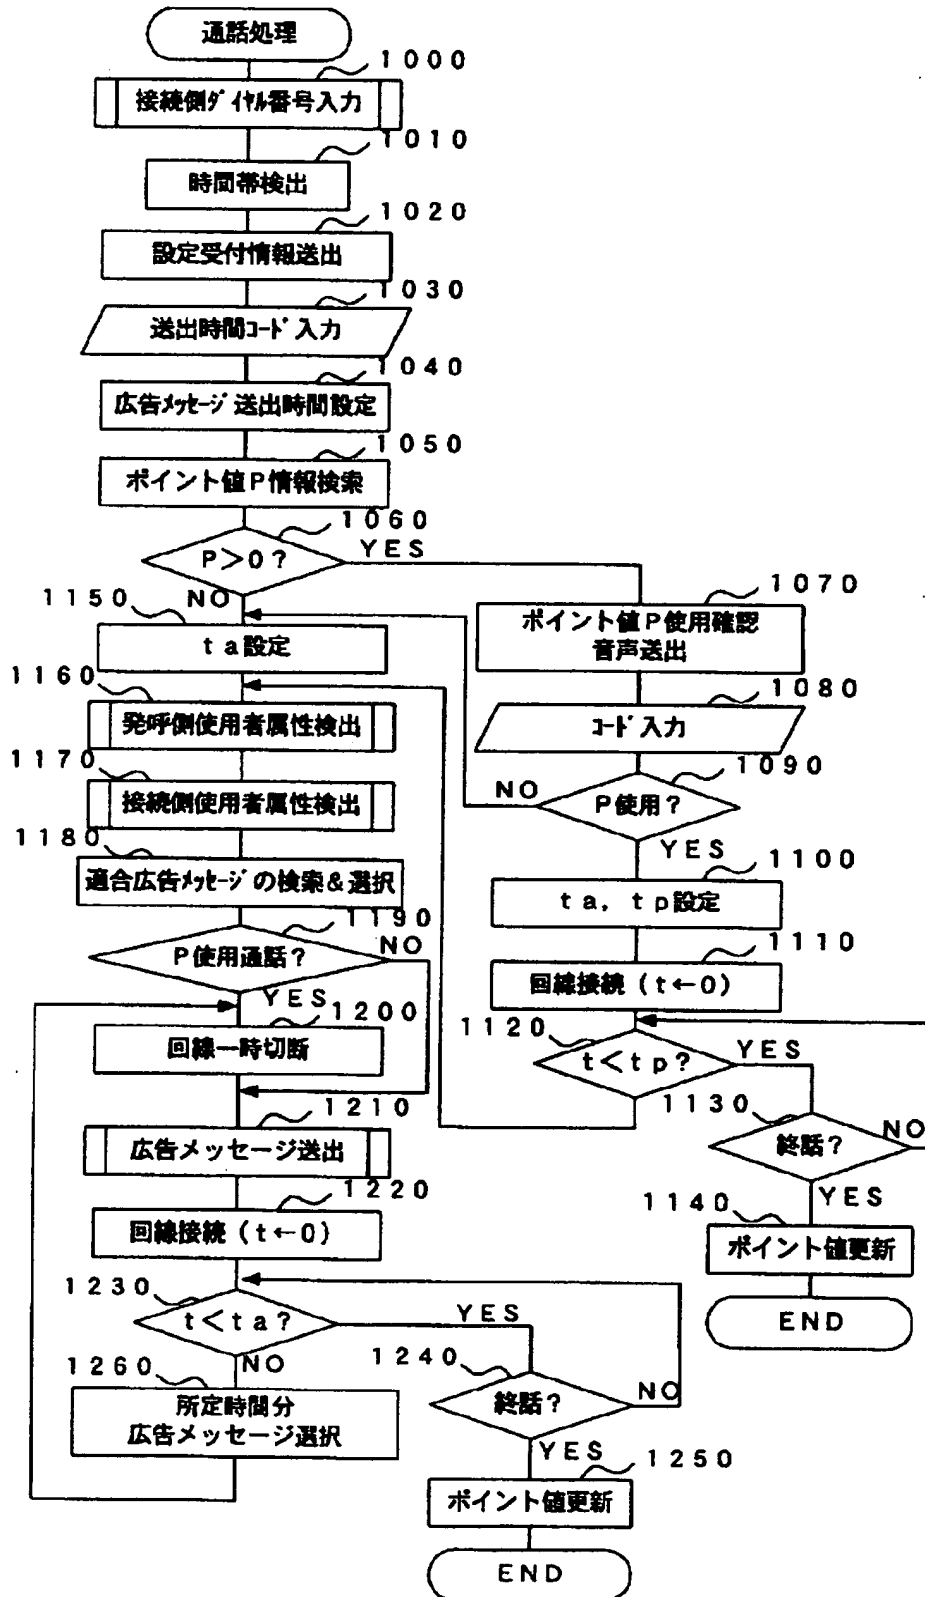 通話処理
1000
接続側ダイヤル番号入力
1010
時間帯検出
1020
設定受付情報送出
1030
送出時間コード入力
1040
広告メッセージ送出時間設定
1050
ポイント値P情報検索
1060
P>0?
YES
NO
1070
ポイント値P使用確認
音声送出
1080
コード入力
1090
P使用?
NO
YES
1100
ta,tp設定
1110
回線接続(t←0)
1120
t<tp?
YES
1130
終話?
NO
YES
1140
ポイント値更新
END
1150
ta設定
1160
発呼側使用者属性検出
1170
接続側使用者属性検出
1180
適合広告メッセージの検索&選択
1190
P使用通話?
NO
YES
1200
回線一時切断
1210
広告メッセージ送出
1220
回線接続(t←0)
1230
t<ta?
YES
NO
1240
終話?
NO
YES
1250
ポイント値更新
END
1260
所定時間分
広告メッセージ選択